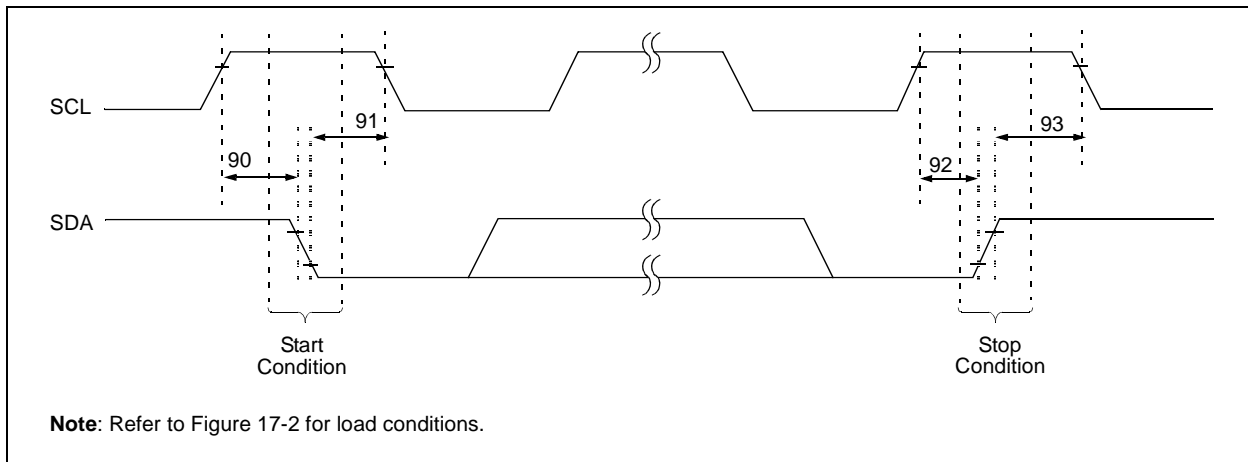 SCL
91
93
90
92
SDA
Start
Condition
Stop
Condition
Note: Refer to Figure 17-2 for load conditions.